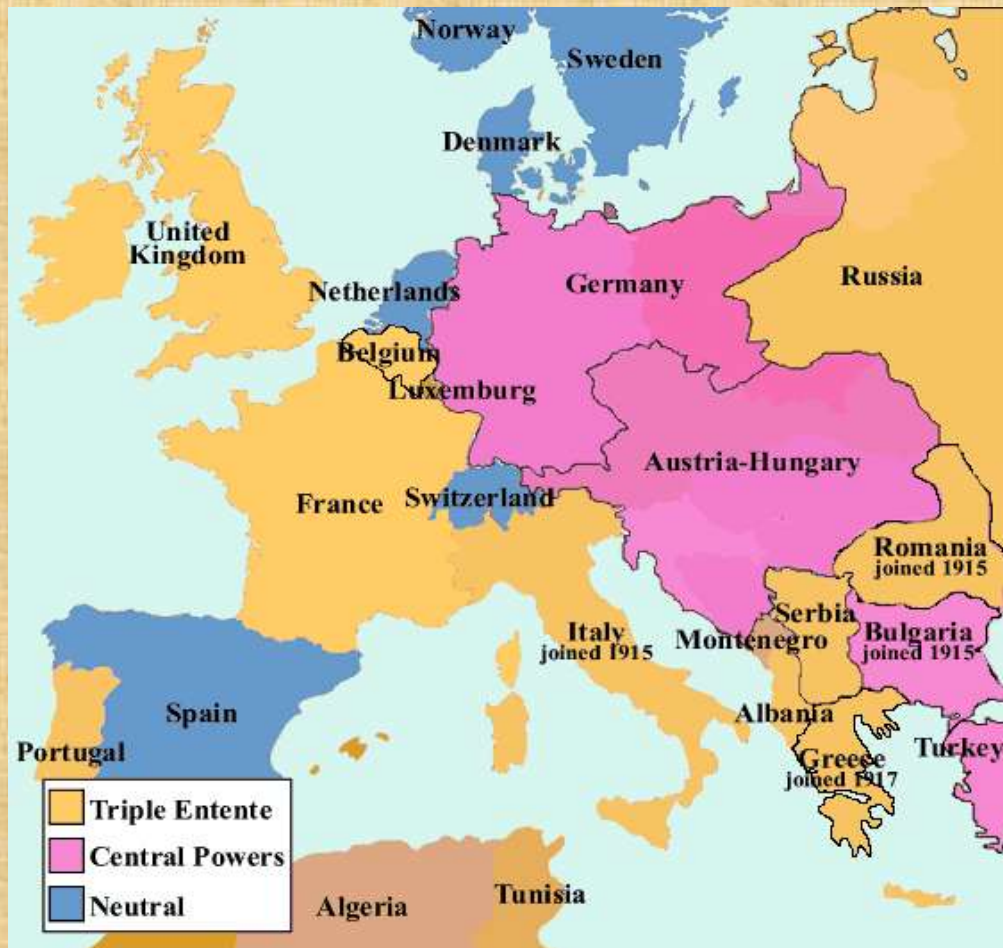 Norway
Sweden
Denmark
United
Kingdom
Netherlands
Germany
Russia
Belgium
Luxemburg
Austria-Hungary
France
Switzerland
Romania
joined 1915
Serbia
Italy
joined 1915
Montenegro
Bulgaria
joined 1915
Spain
Albania
Portugal
Greece
joined 1917
Turkey
Triple Entente
Central Powers
Neutral
Algeria
Tunisia